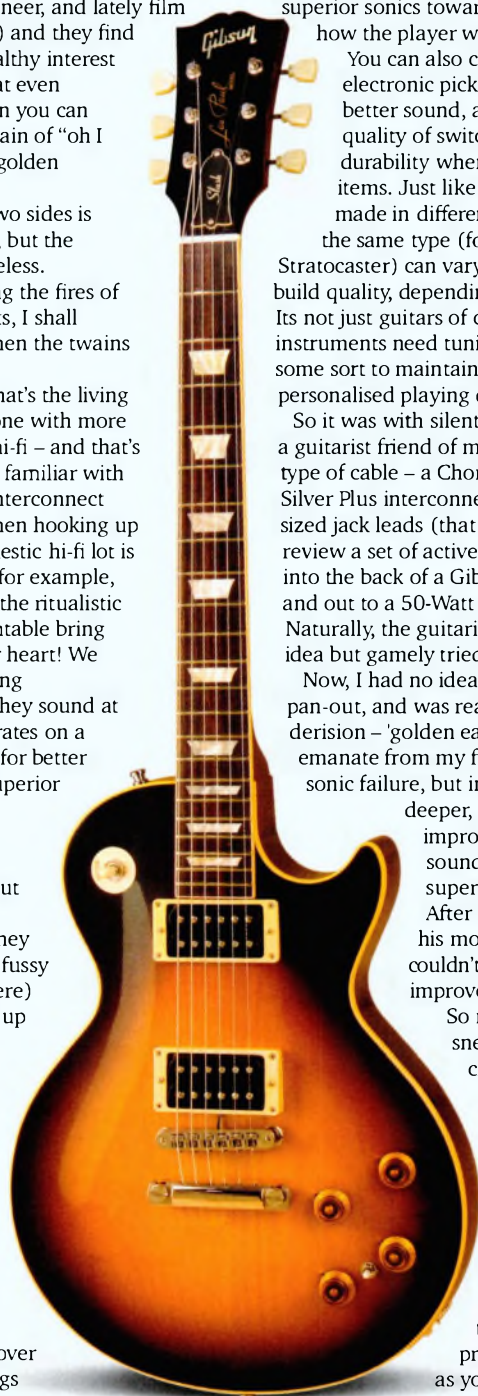 neer, and lately film
) and they find
althy interest
at even
n you can
ain of “oh I
golden
wo sides is
, but the
eless.
ng the fires of
ts, I shall
hen the twains
hat’s the living
one with more
hi-fi – and that’s
familiar with
nterconnect
hen hooking up
estic hi-fi lot is
for example,
the ritualistic
ntable bring
r heart! We
ng
they sound at
rates on a
for better
uperior
ut
hey
fussy
ere)
up
over
gs
Gibson
Les Paul
Slash
superior sonics towar
how the player w
You can also c
electronic pick
better sound, a
quality of switc
durability wher
items. Just like
made in differen
the same type (fo
Stratocaster) can vary
build quality, dependin
Its not just guitars of c
instruments need tuni
some sort to maintain
personalised playing e
So it was with silent
a guitarist friend of m
type of cable – a Chor
Silver Plus interconne
sized jack leads (that
review a set of active
into the back of a Gib
and out to a 50-Watt
Naturally, the guitari
idea but gamely tried
Now, I had no idea
pan-out, and was rea
derision – 'golden ea
emanate from my f
sonic failure, but in
deeper,
impro
sound
super
After
his mo
couldn't
improve
So r
sne
c
pr
as yo